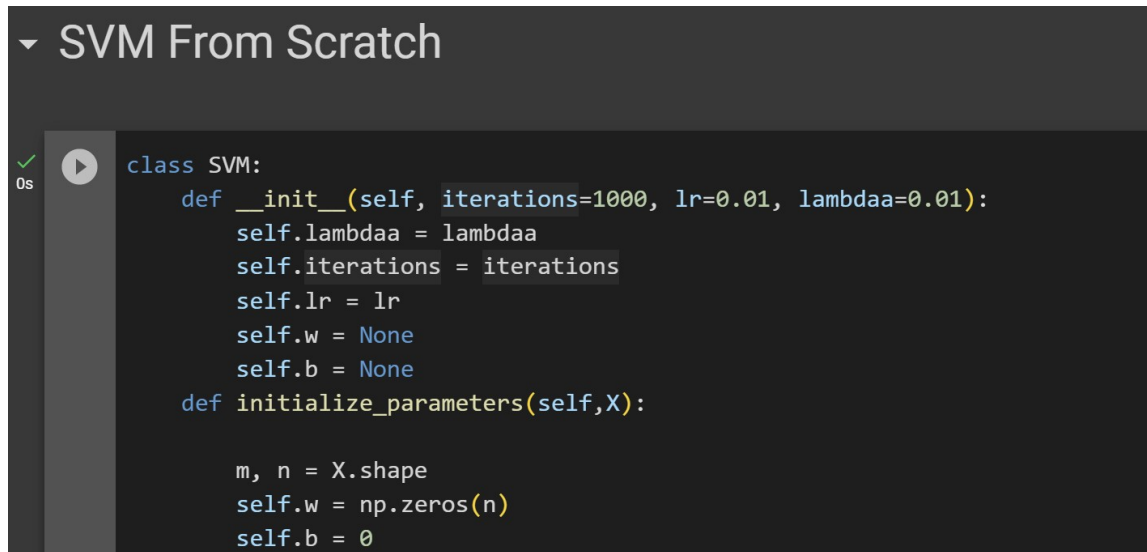 SVM From Scratch
0s
class SVM:
    def __init__(self, iterations=1000, lr=0.01, lambdaa=0.01):
        self.lambdaa = lambdaa
        self.iterations = iterations
        self.lr = lr
        self.w = None
        self.b = None
    def initialize_parameters(self,X):
        m, n = X.shape
        self.w = np.zeros(n)
        self.b = 0